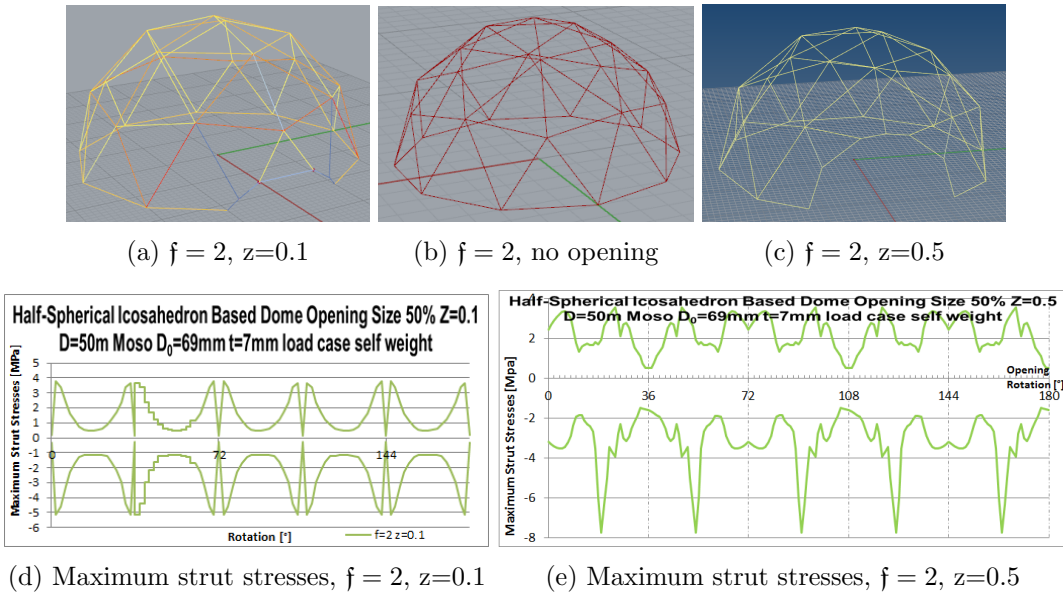 (a) 𝔣 = 2, z=0.1
(b) 𝔣 = 2, no opening
(c) 𝔣 = 2, z=0.5
Half-Spherical Icosahedron Based Dome Opening Size 50% Z=0.1
D=50m Moso D₀=69mm t=7mm load case self weight
Maximum Strut Stresses [MPa]
5
4
3
2
1
0
-1
-2
-3
-4
-5
-6
0
72
144
Rotation [°]
f=2 z=0.1
Half-Spherical Icosahedron Based Dome Opening Size 50% Z=0.5
D=50m Moso D₀=69mm t=7mm load case self weight
Maximum Strut Stresses [Mpa]
4
2
0
-2
-4
-6
-8
Opening
Rotation [°]
0
36
72
108
144
180
(d) Maximum strut stresses, 𝔣 = 2, z=0.1
(e) Maximum strut stresses, 𝔣 = 2, z=0.5